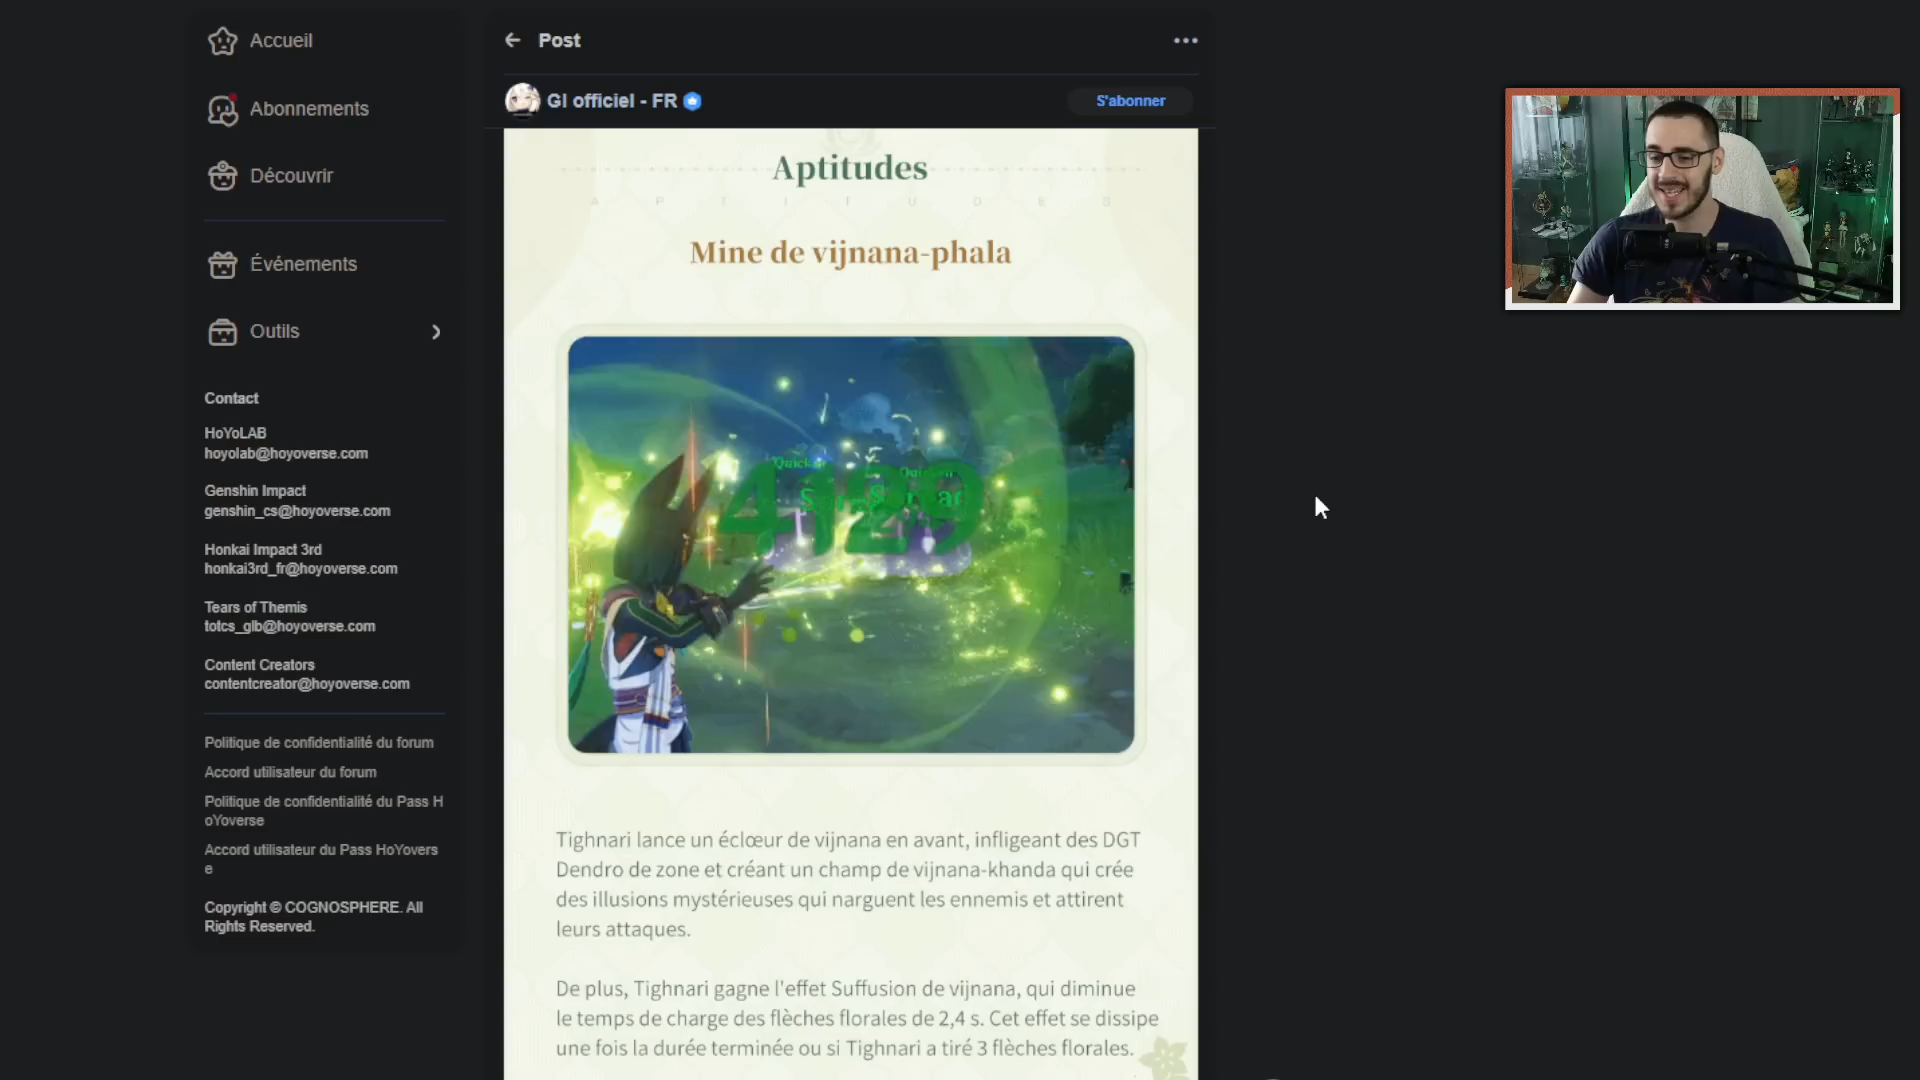 Accueil
Abonnements
Découvrir
Événements
Outils
Contact
HoYoLAB
hoyolab@hoyoverse.com
Genshin Impact
genshin_cs@hoyoverse.com
Honkai Impact 3rd
honkai3rd_fr@hoyoverse.com
Tears of Themis
totcs_glb@hoyoverse.com
Content Creators
contentcreator@hoyoverse.com
Politique de confidentialité du forum
Accord utilisateur du forum
Politique de confidentialité du Pass H
oYoverse
Accord utilisateur du Pass HoYovers
e
Copyright © COGNOSPHERE. All
Rights Reserved.
Post
GI officiel - FR
S'abonner
Aptitudes
A P T I T U D E S
Mine de vijnana-phala
Quicken
Quicken
Spread
4129
Tighnari lance un éclœur de vijnana en avant, infligeant des DGT
Dendro de zone et créant un champ de vijnana-khanda qui crée
des illusions mystérieuses qui narguent les ennemis et attirent
leurs attaques.
De plus, Tighnari gagne l'effet Suffusion de vijnana, qui diminue
le temps de charge des flèches florales de 2,4 s. Cet effet se dissipe
une fois la durée terminée ou si Tighnari a tiré 3 flèches florales.